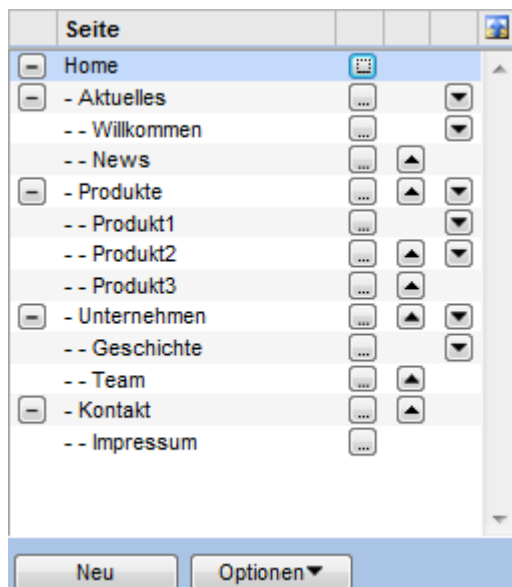 Seite
Home
- Aktuelles
- - Willkommen
- - News
- Produkte
- - Produkt1
- - Produkt2
- - Produkt3
- Unternehmen
- - Geschichte
- - Team
- Kontakt
- - Impressum
Neu Optionen